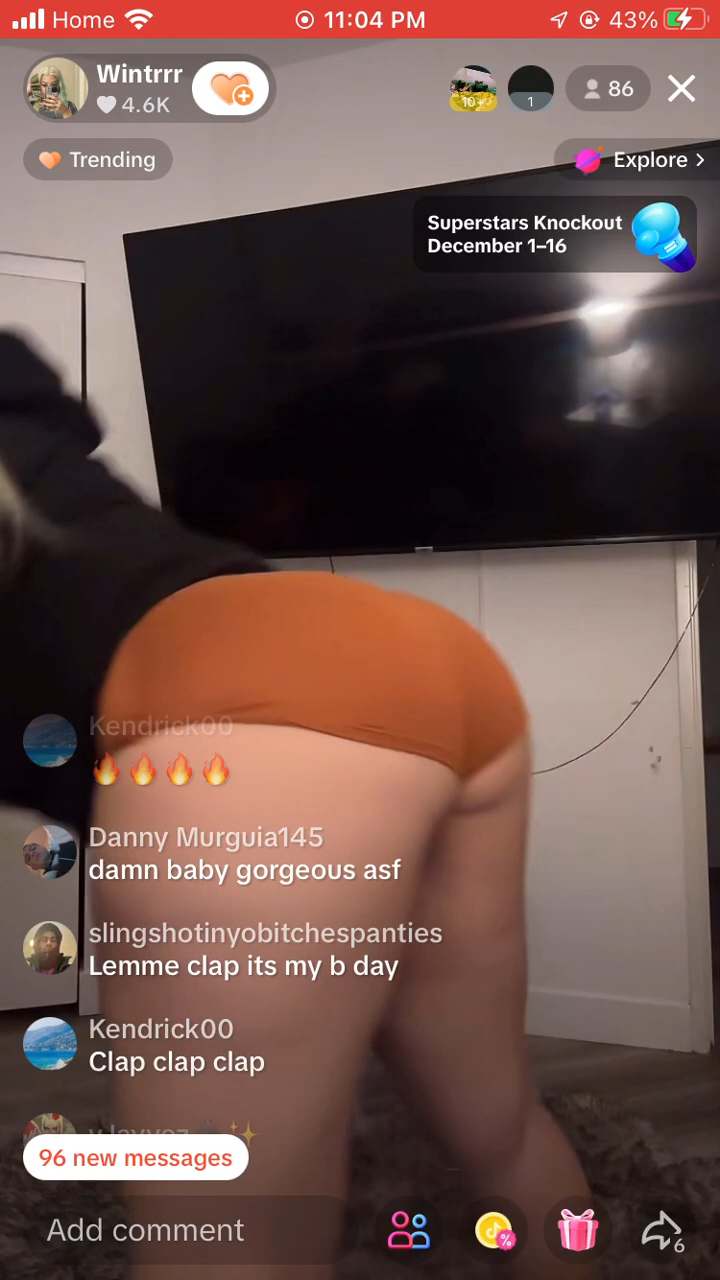 Home 11:04 PM 43%
Wintrrr
4.6K
10+
1
86
Trending
Explore >
Superstars Knockout
December 1–16
Kendrick00
🔥🔥🔥🔥
Danny Murguia145
damn baby gorgeous asf
slingshotinyobitchespanties
Lemme clap its my b day
Kendrick00
Clap clap clap
96 new messages
Add comment
%
6